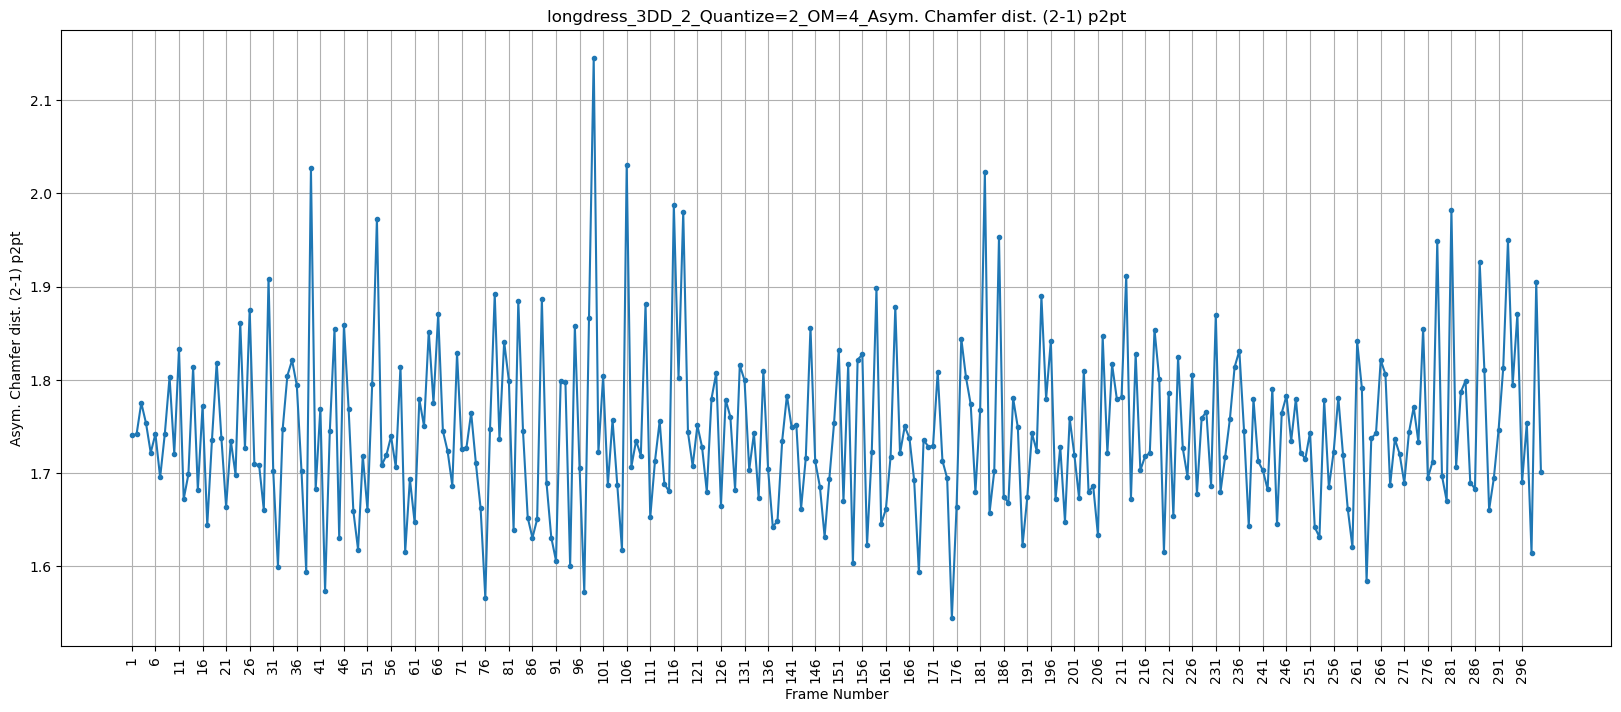 longdress_3DD_2_Quantize=2_OM=4_Asym. Chamfer dist. (2-1) p2pt
Asym. Chamfer dist. (2-1) p2pt
2.1
2.0
1.9
1.8
1.7
1.6
1 6 11 16 21 26 31 36 41 46 51 56 61 66 71 76 81 86 91 96 101 106 111 116 121 126 131 136 141 146 151 156 161 166 171 176 181 186 191 196 201 206 211 216 221 226 231 236 241 246 251 256 261 266 271 276 281 286 291 296
Frame Number